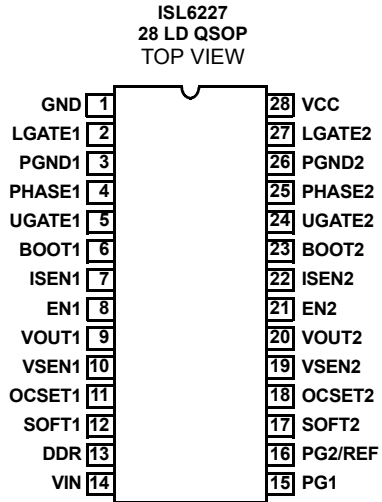 ISL6227
28 LD QSOP
TOP VIEW
GND 1 28 VCC
LGATE1 2 27 LGATE2
PGND1 3 26 PGND2
PHASE1 4 25 PHASE2
UGATE1 5 24 UGATE2
BOOT1 6 23 BOOT2
ISEN1 7 22 ISEN2
EN1 8 21 EN2
VOUT1 9 20 VOUT2
VSEN1 10 19 VSEN2
OCSET1 11 18 OCSET2
SOFT1 12 17 SOFT2
DDR 13 16 PG2/REF
VIN 14 15 PG1